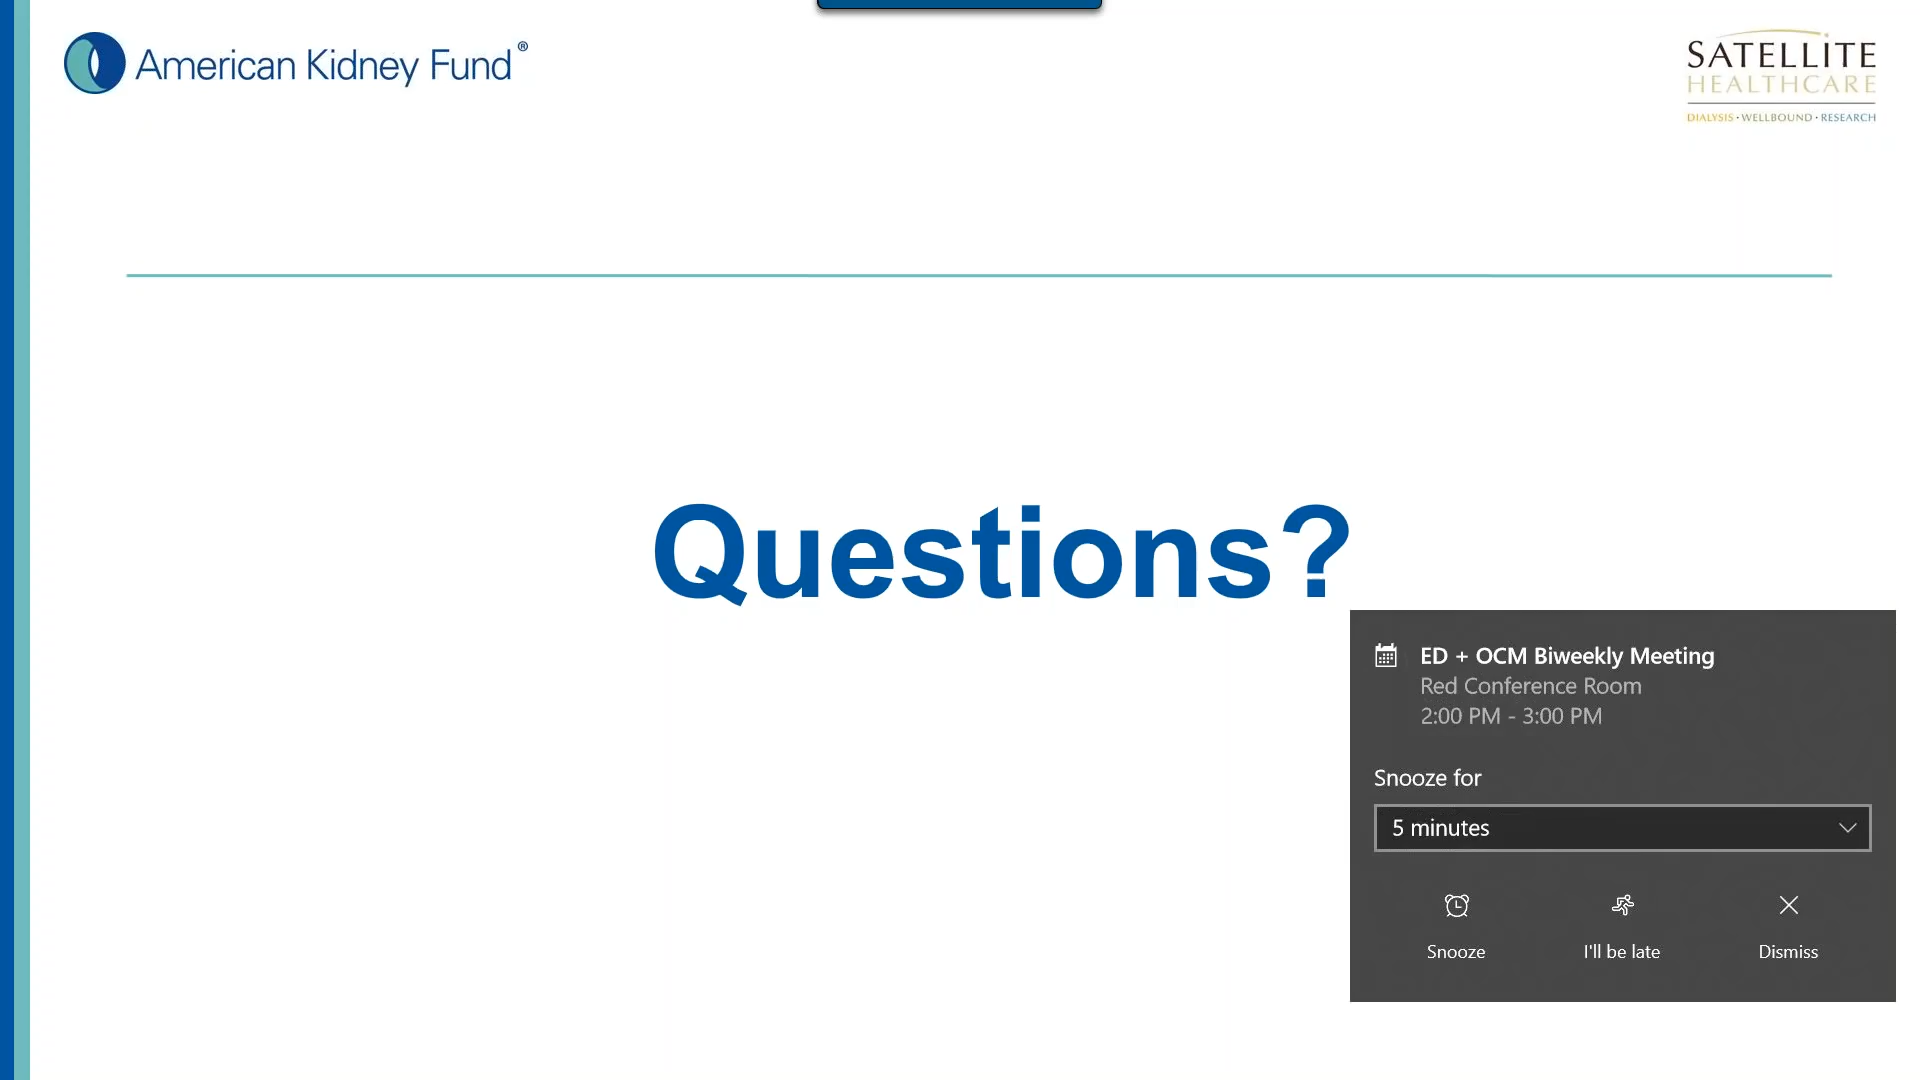 American Kidney Fund®
SATELLITE
HEALTHCARE
DIALYSIS · WELLBOUND · RESEARCH
Questions?
ED + OCM Biweekly Meeting
Red Conference Room
2:00 PM - 3:00 PM
Snooze for
5 minutes
Snooze
I'll be late
Dismiss